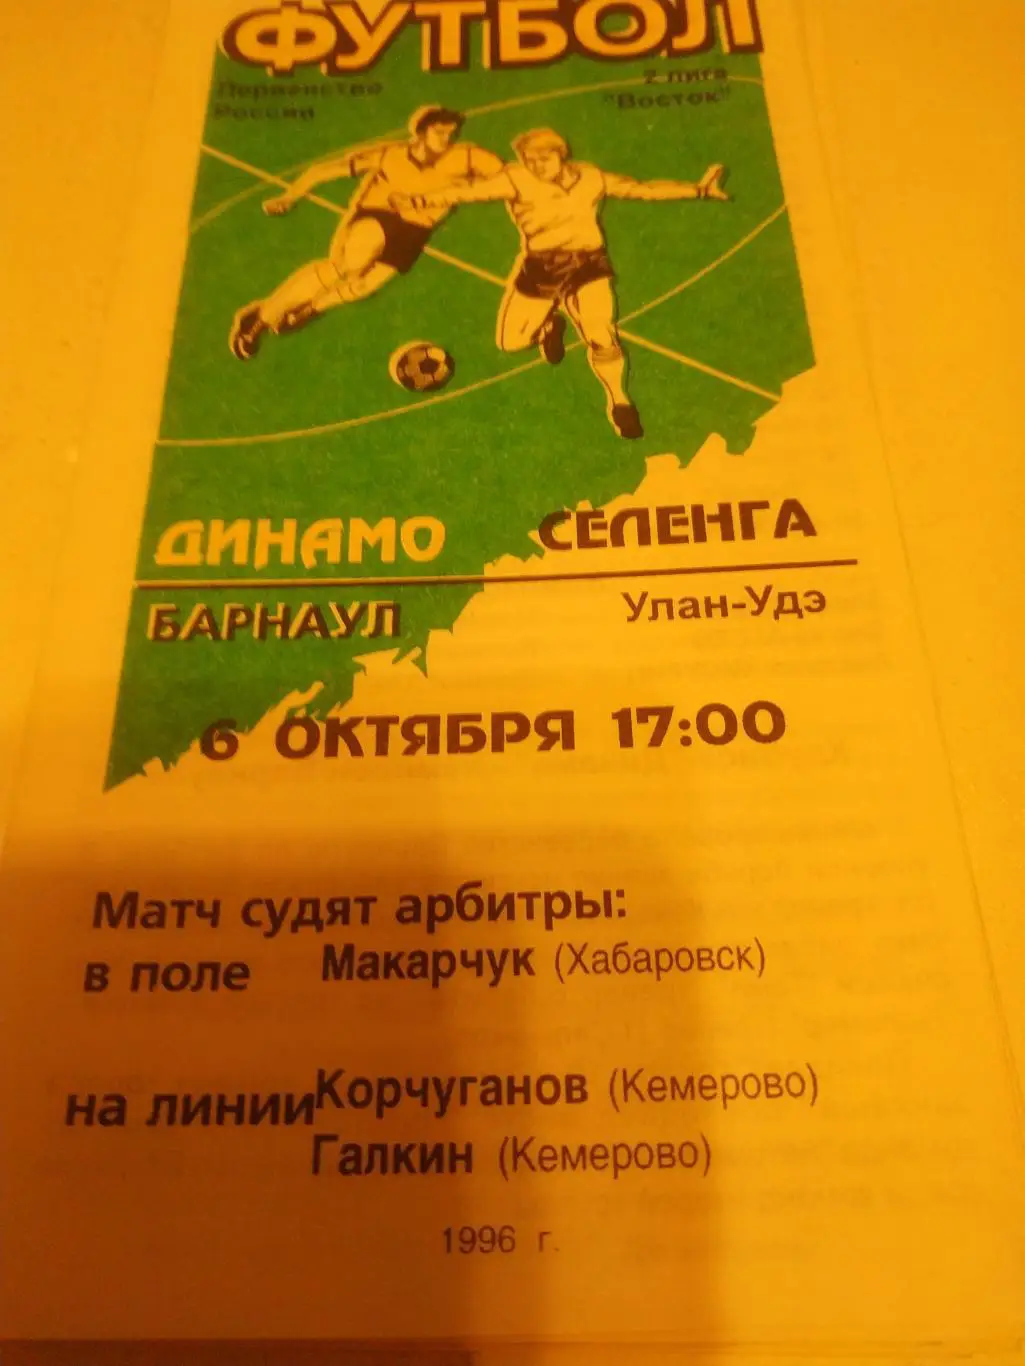 ФУТБОЛ
Первенство 2 лига
России "Восток"
ДИНАМО СЕЛЕНГА
БАРНАУЛ Улан-Удэ
6 ОКТЯБРЯ 17:00
Матч судят арбитры:
в поле Макарчук (Хабаровск)
на линии Корчуганов (Кемерово)
Галкин (Кемерово)
1996 г.